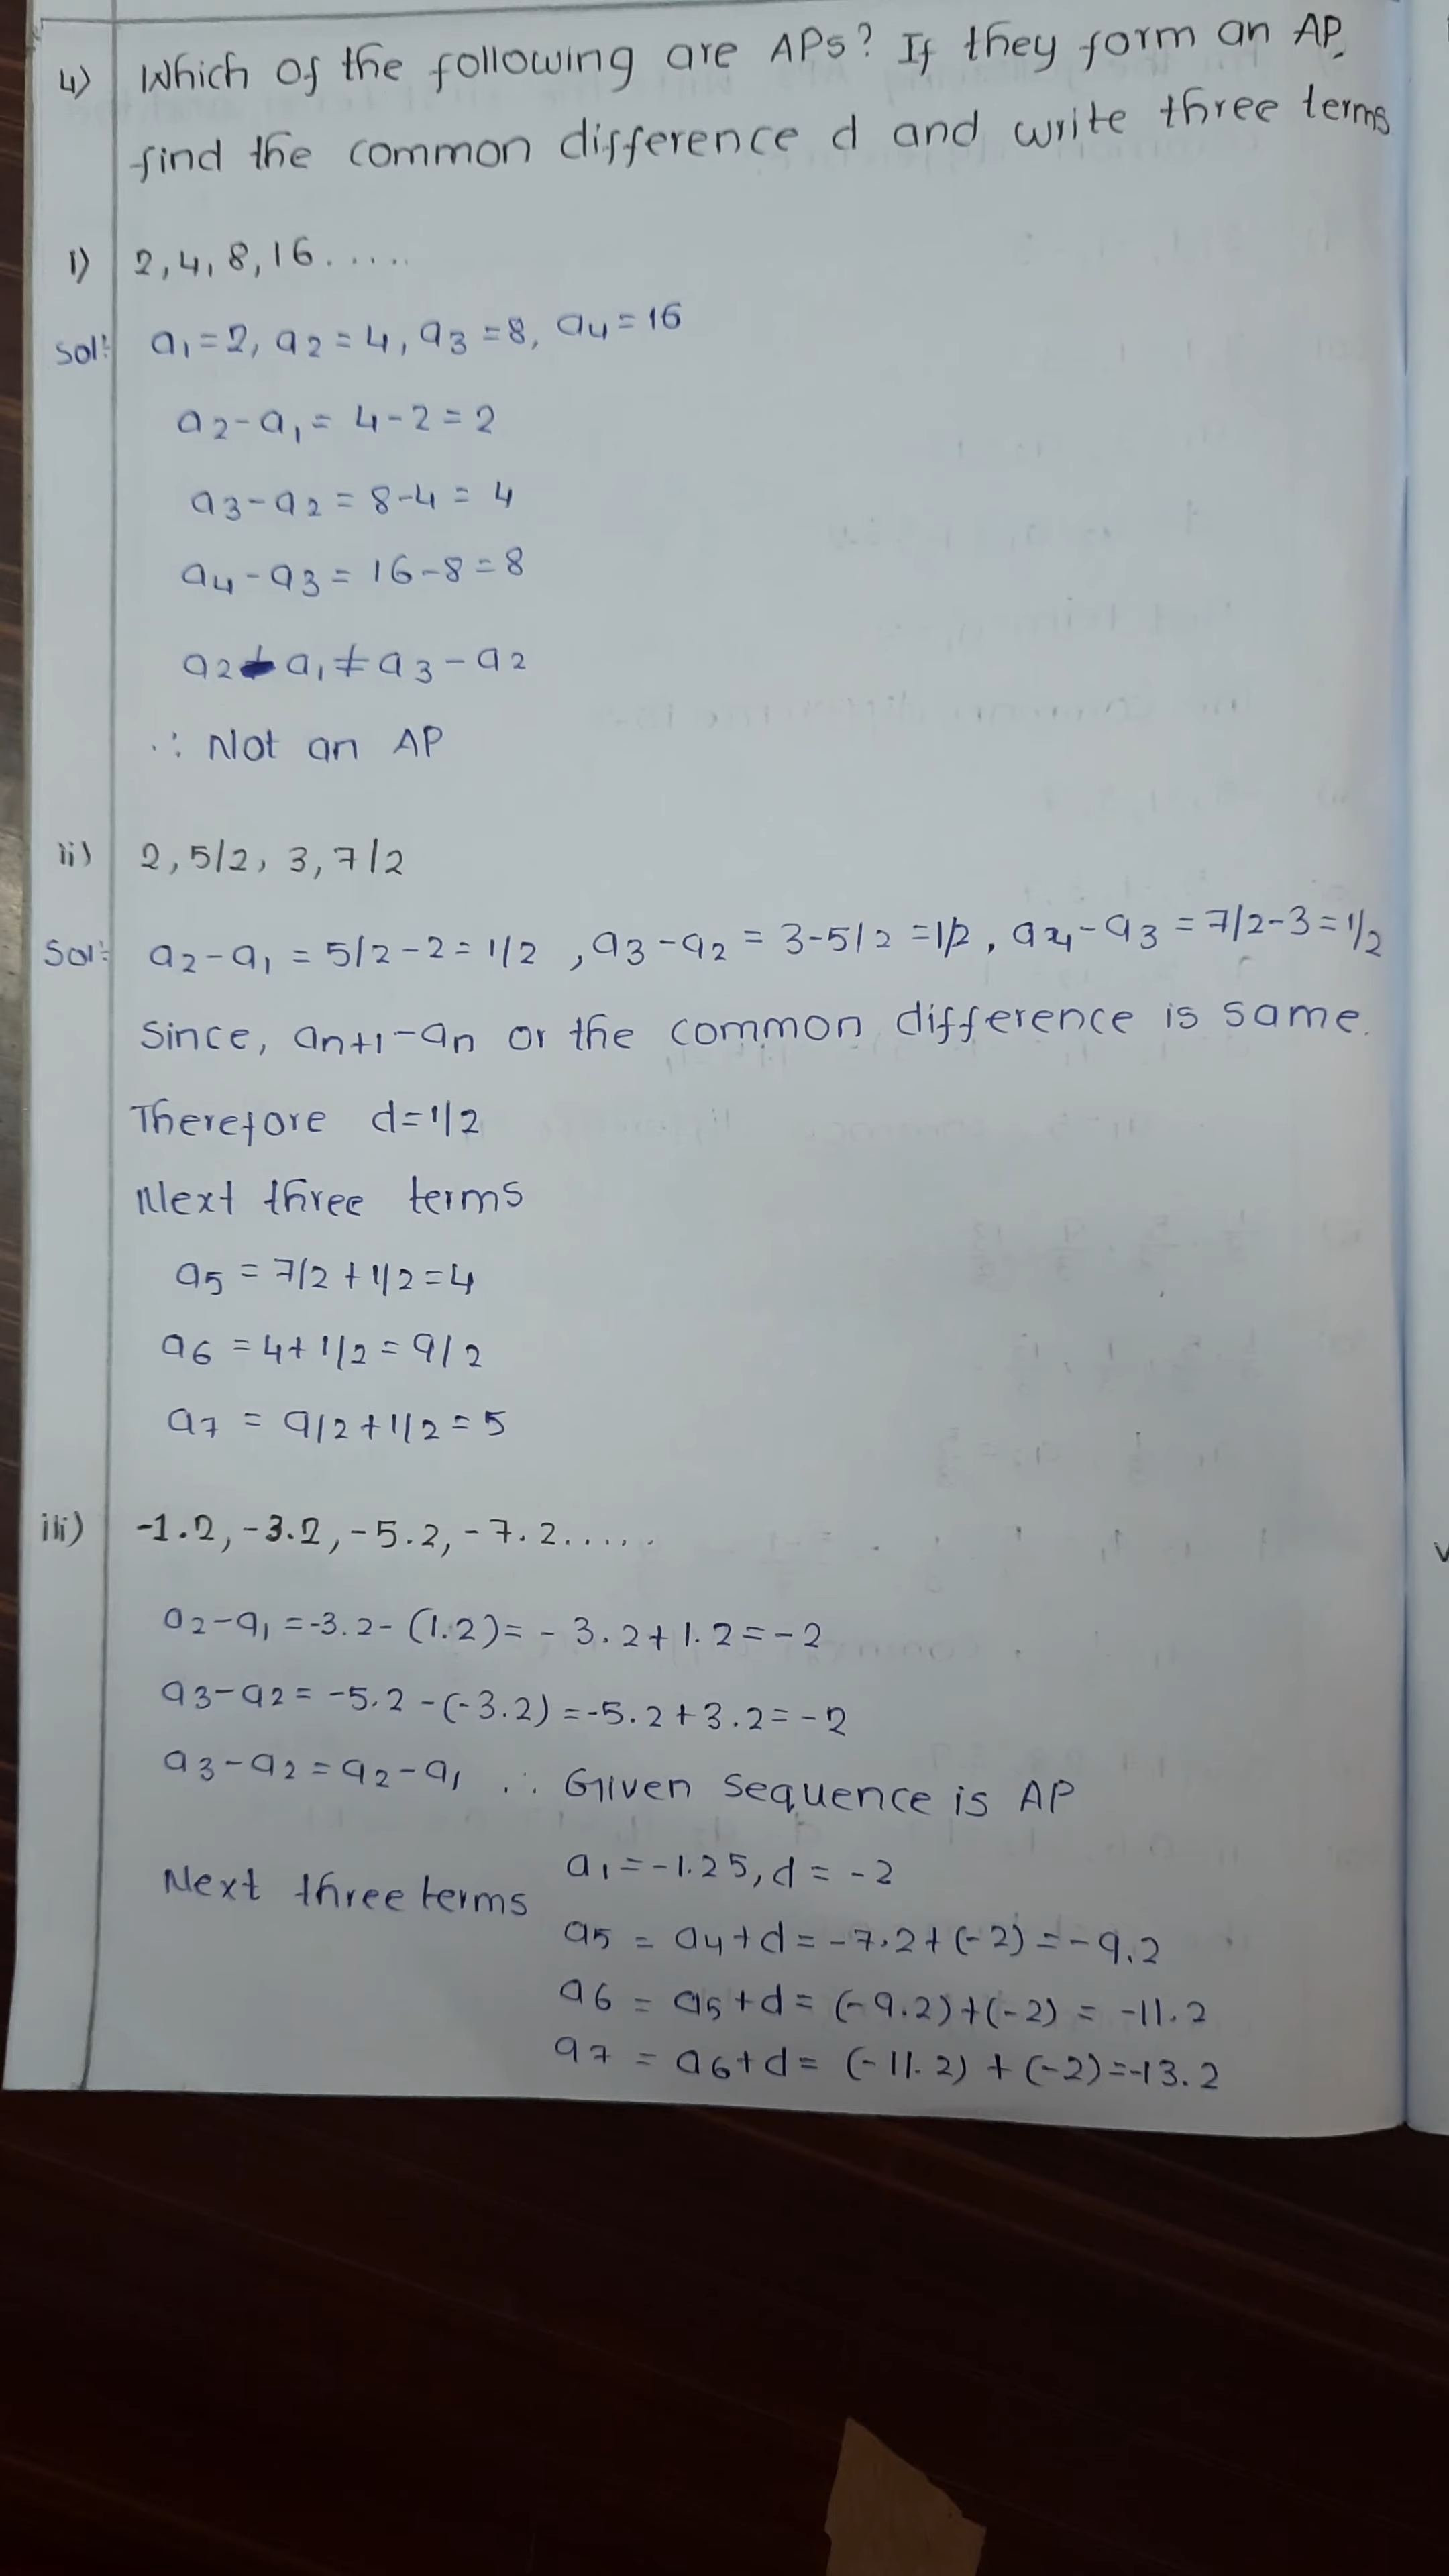 4) Which of the following are APs? If they form an AP,
find the common difference d and write three terms
i) 2,4,8,16.....
Sol: a1=2, a2=4, a3=8, a4=16
a2-a1= 4-2=2
a3-a2=8-4= 4
a4-a3= 16-8=8
a2-a1≠a3-a2
∴ Not an AP
ii) 2,5/2, 3,7/2
Sol: a2-a1 = 5/2-2=1/2 ,a3-a2 = 3-5/2=1/2, a4-a3=7/2-3=1/2
Since, an+1-an or the common difference is same.
Therefore d=1/2
Next three terms
a5 = 7/2+1/2=4
a6 =4+1/2=9/2
a7 = 9/2+1/2=5
iii) -1.2,-3.2,-5.2,-7.2.....
a2-a1 =-3.2-(1.2)= -3.2+1.2=-2
a3-a2= -5.2-(-3.2)=-5.2+3.2=-2
a3-a2=a2-a1 ∴ Given sequence is AP
a1=-1.25,d=-2
Next three terms
a5 = a4+d=-7.2+(-2)=-9.2
a6 = a5+d= (-9.2)+(-2) = -11.2
a7 = a6+d= (-11.2) + (-2)=-13.2